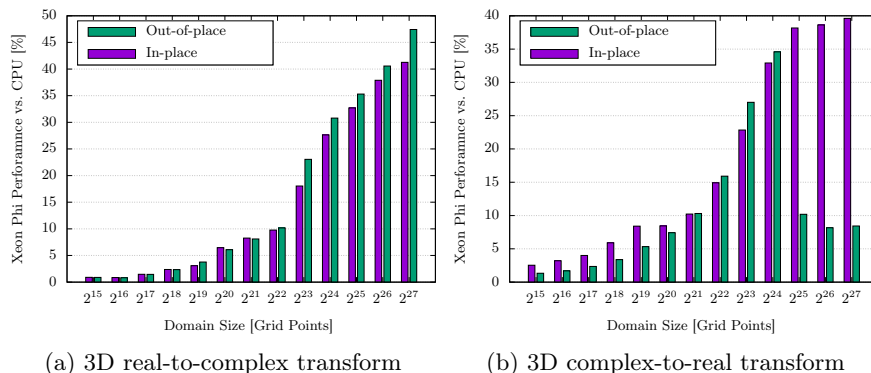 Xeon Phi Perforamnce vs. CPU [%]
50
45
40
35
30
25
20
15
10
5
0
Out-of-place
In-place
2^15 2^16 2^17 2^18 2^19 2^20 2^21 2^22 2^23 2^24 2^25 2^26 2^27
Domain Size [Grid Points]
(a) 3D real-to-complex transform
Xeon Phi Perforamnce vs. CPU [%]
40
35
30
25
20
15
10
5
0
Out-of-place
In-place
2^15 2^16 2^17 2^18 2^19 2^20 2^21 2^22 2^23 2^24 2^25 2^26 2^27
Domain Size [Grid Points]
(b) 3D complex-to-real transform